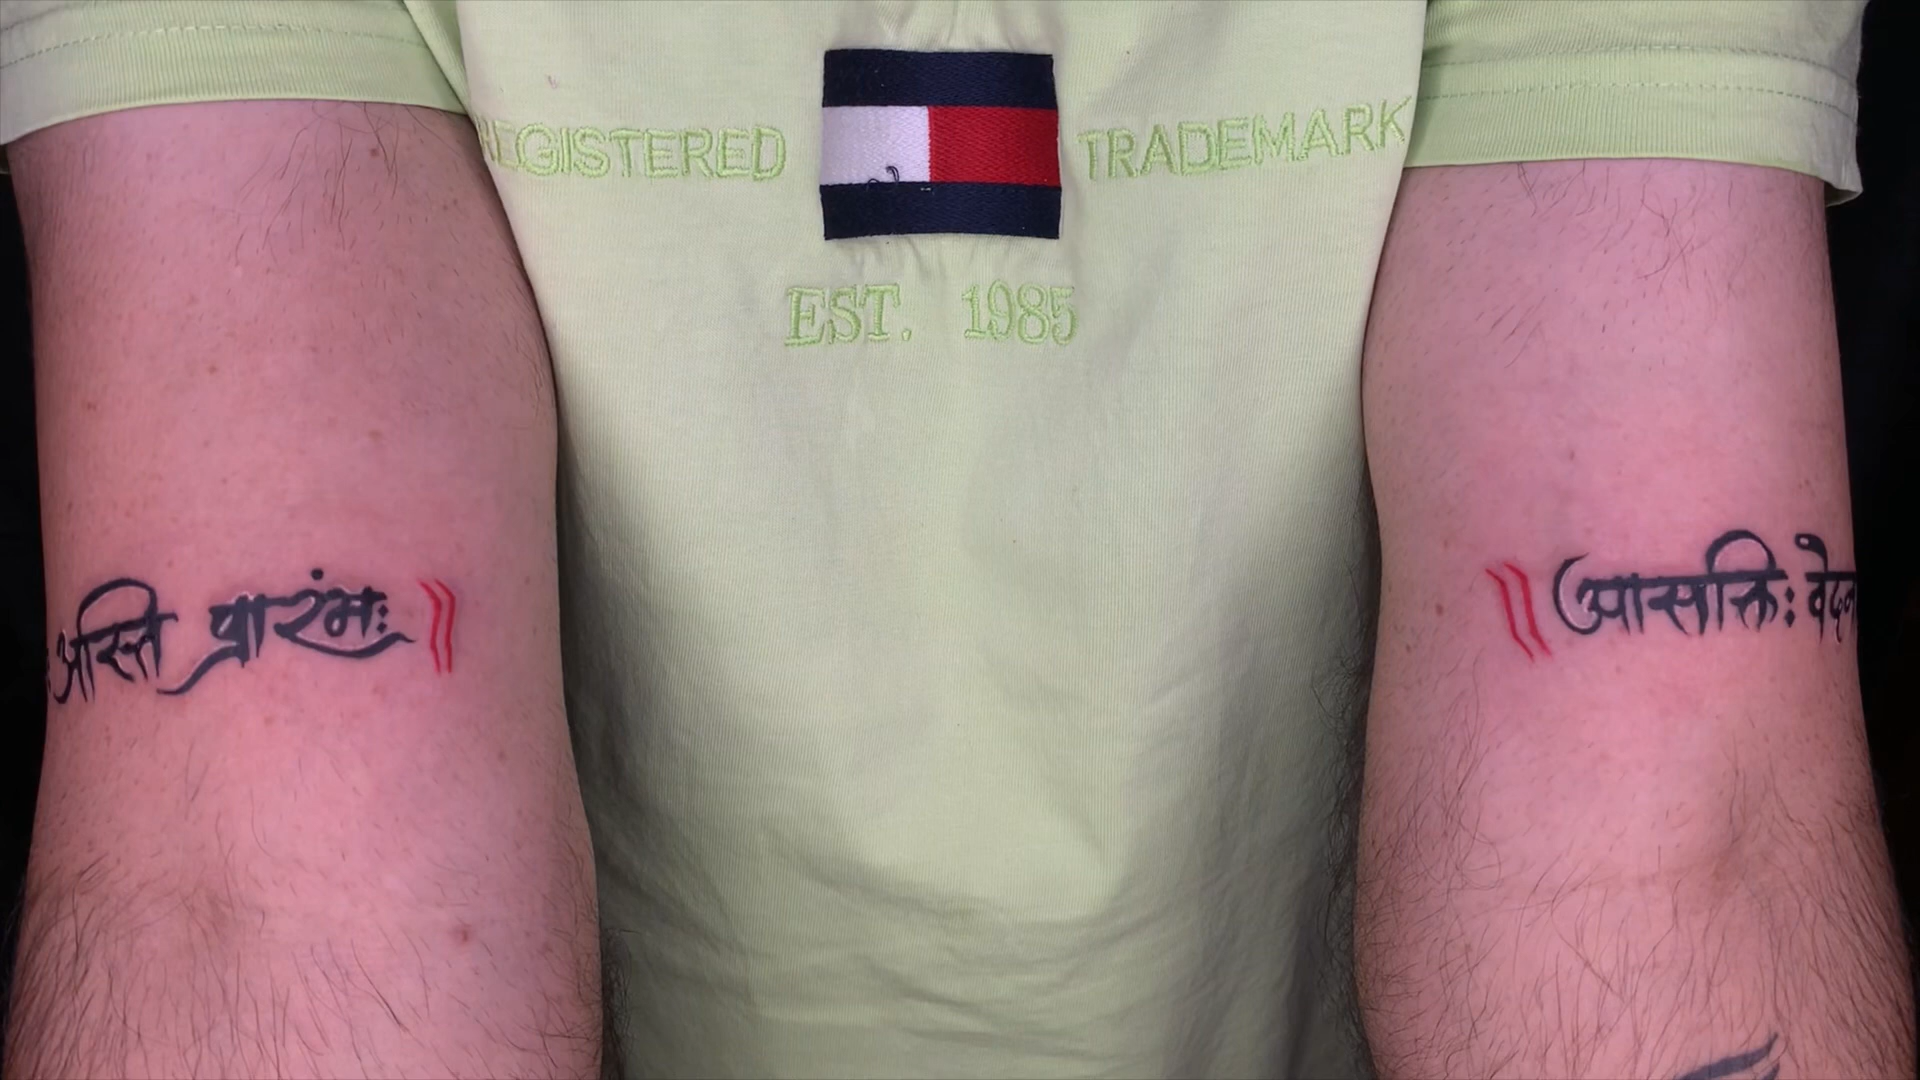 REGISTERED TRADEMARK
EST. 1985
अस्ति प्रारंभः ||
|| आसक्तिः